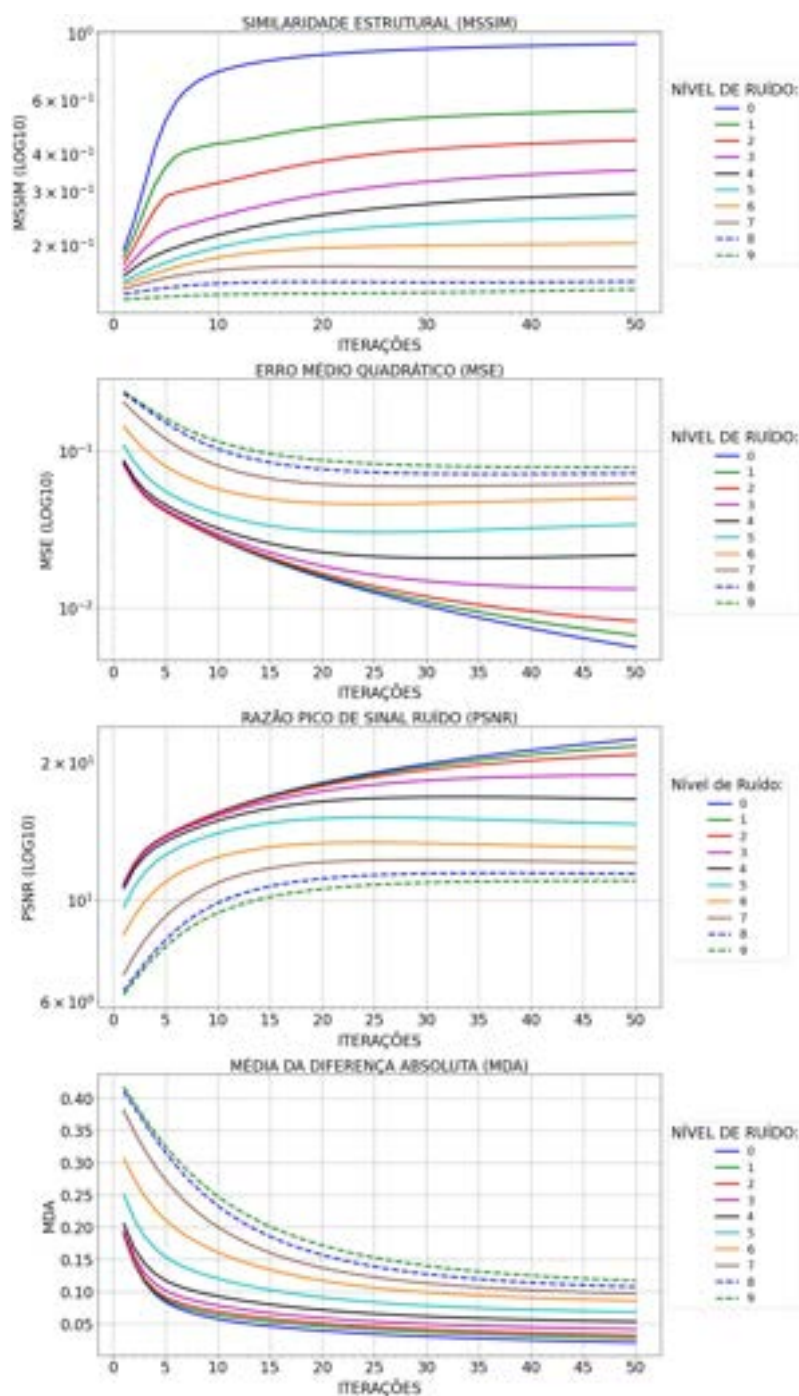 SIMILARIDADE ESTRUTURAL (MSSIM)
10⁰
6 × 10⁻¹
4 × 10⁻¹
3 × 10⁻¹
2 × 10⁻¹
MSSIM (LOG10)
0 5 10 15 20 25 30 35 40 45 50
ITERAÇÕES
NÍVEL DE RUÍDO:
0
1
2
3
4
5
6
7
8
9
ERRO MÉDIO QUADRÁTICO (MSE)
10⁻¹
10⁻²
MSE (LOG10)
0 5 10 15 20 25 30 35 40 45 50
ITERAÇÕES
NÍVEL DE RUÍDO:
0
1
2
3
4
5
6
7
8
9
RAZÃO PICO DE SINAL RUÍDO (PSNR)
2 × 10¹
10¹
6 × 10⁰
PSNR (LOG10)
0 5 10 15 20 25 30 35 40 45 50
ITERAÇÕES
Nível de Ruído:
0
1
2
3
4
5
6
7
8
9
MÉDIA DA DIFERENÇA ABSOLUTA (MDA)
0.40
0.35
0.30
0.25
0.20
0.15
0.10
0.05
MDA
0 5 10 15 20 25 30 35 40 45 50
ITERAÇÕES
NÍVEL DE RUÍDO:
0
1
2
3
4
5
6
7
8
9